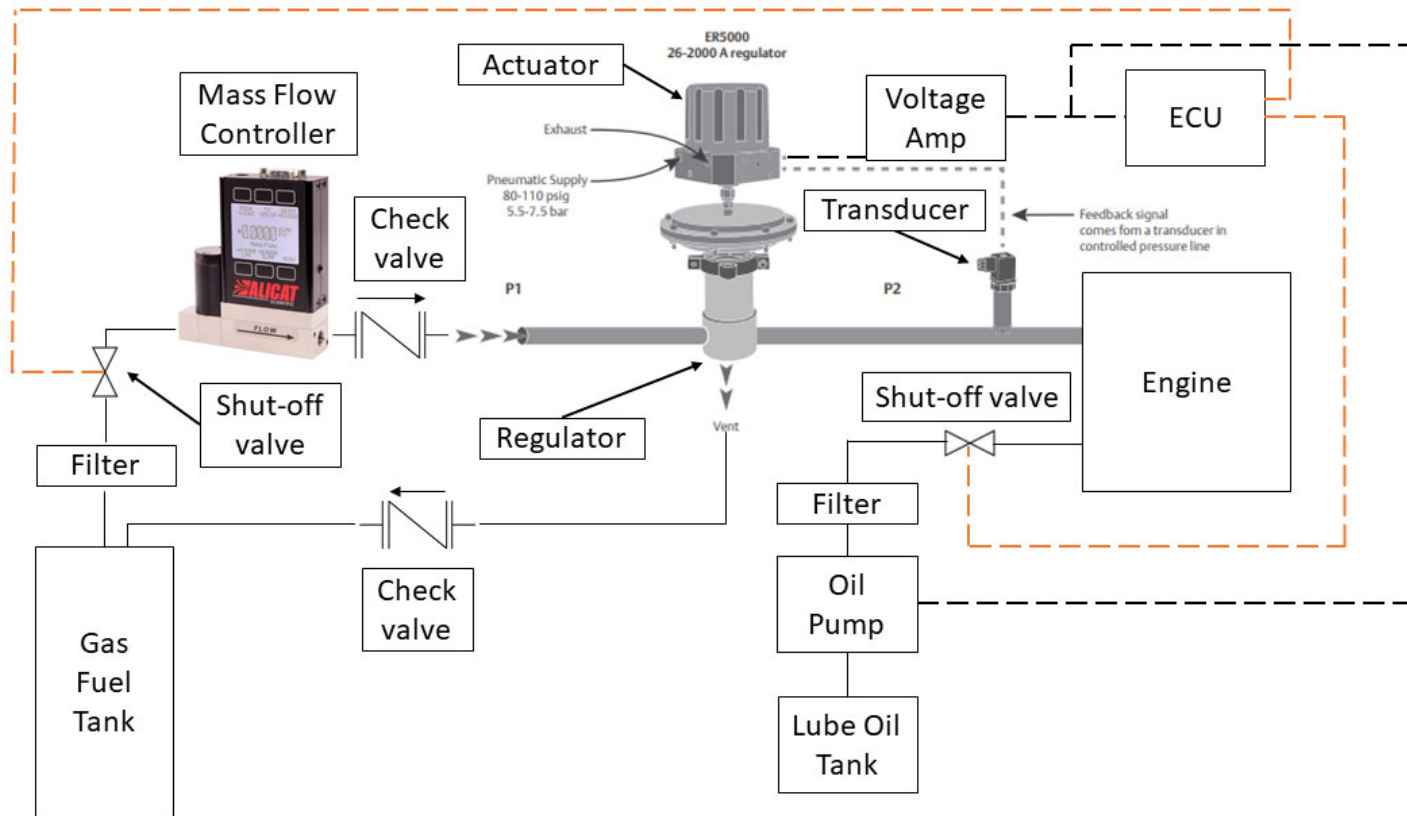 ER5000
26-2000 A regulator
Actuator
Mass Flow
Controller
Voltage
Amp
ECU
Exhaust
Pneumatic Supply
80-110 psig
5.5-7.5 bar
Check
valve
Transducer
Feedback signal
comes fom a transducer in
controlled pressure line
ALICAT
SCIENTIFIC
FLOW
P1
P2
Engine
Shut-off
valve
Shut-off valve
Regulator
Vent
Filter
Filter
Check
valve
Oil
Pump
Gas
Fuel
Tank
Lube Oil
Tank